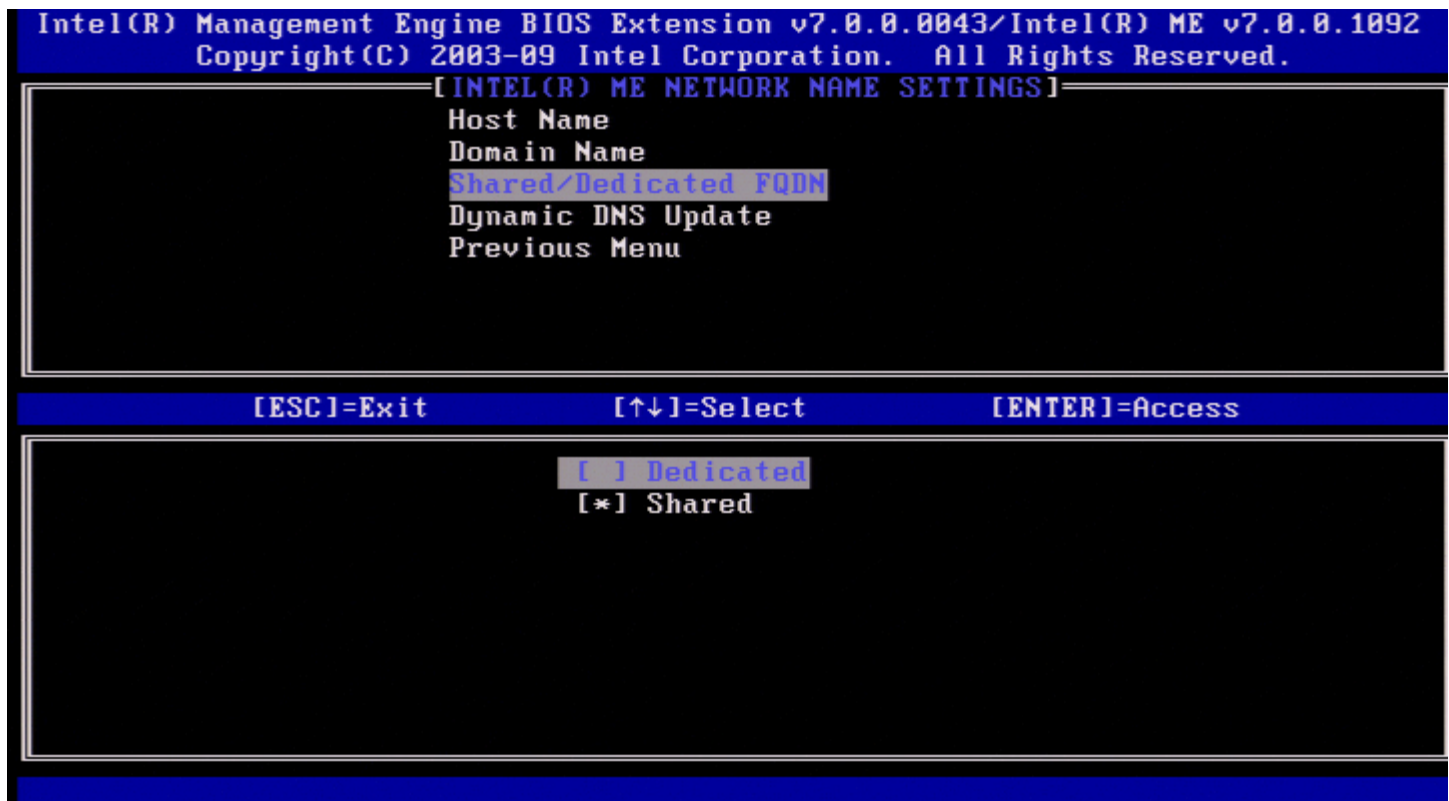 Intel(R) Management Engine BIOS Extension v7.0.0.0043/Intel(R) ME v7.0.0.1092
Copyright(C) 2003-09 Intel Corporation. All Rights Reserved.
[INTEL(R) ME NETWORK NAME SETTINGS]
Host Name
Domain Name
Shared/Dedicated FQDN
Dynamic DNS Update
Previous Menu
[ESC]=Exit [↑↓]=Select [ENTER]=Access
[ ] Dedicated
[*] Shared